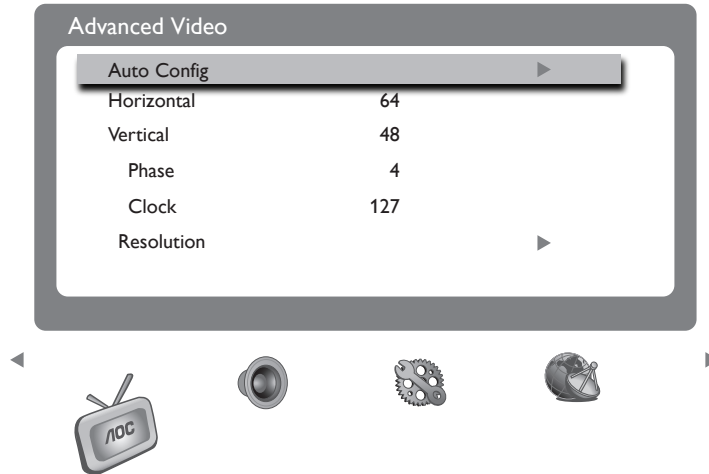 Advanced Video
Auto Config
Horizontal 64
Vertical 48
Phase 4
Clock 127
Resolution
AOC